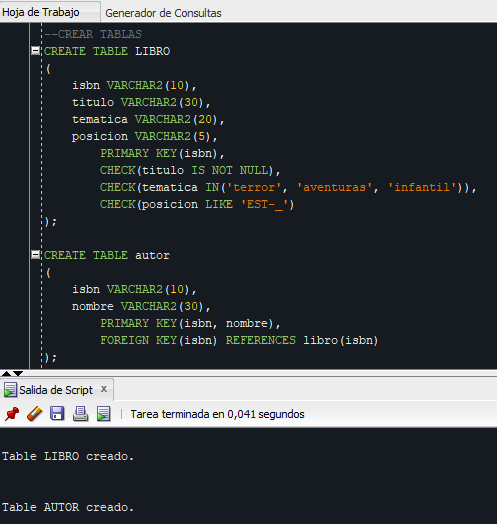 Hoja de Trabajo Generador de Consultas
--CREAR TABLAS
CREATE TABLE LIBRO
(
isbn VARCHAR2(10),
titulo VARCHAR2(30),
tematica VARCHAR2(20),
posicion VARCHAR2(5),
PRIMARY KEY(isbn),
CHECK(titulo IS NOT NULL),
CHECK(tematica IN('terror', 'aventuras', 'infantil')),
CHECK(posicion LIKE 'EST-_')
);
CREATE TABLE autor
(
isbn VARCHAR2(10),
nombre VARCHAR2(30),
PRIMARY KEY(isbn, nombre),
FOREIGN KEY(isbn) REFERENCES libro(isbn)
);
Salida de Script x
Tarea terminada en 0,041 segundos
Table LIBRO creado.
Table AUTOR creado.